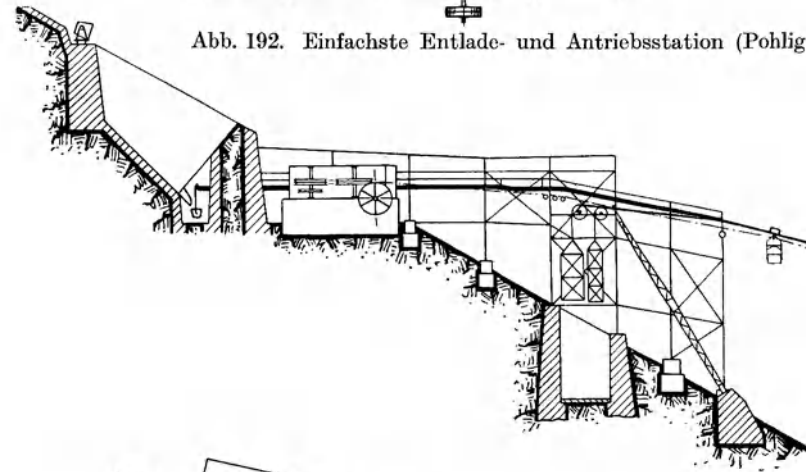 Abb. 192. Einfachste Entlade- und Antriebsstation (Pohlig